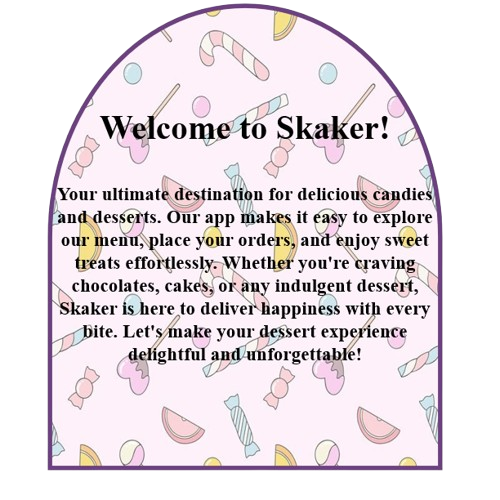 Welcome to Skaker!
Your ultimate destination for delicious candies
and desserts. Our app makes it easy to explore
our menu, place your orders, and enjoy sweet
treats effortlessly. Whether you're craving
chocolates, cakes, or any indulgent dessert,
Skaker is here to deliver happiness with every
bite. Let's make your dessert experience
delightful and unforgettable!